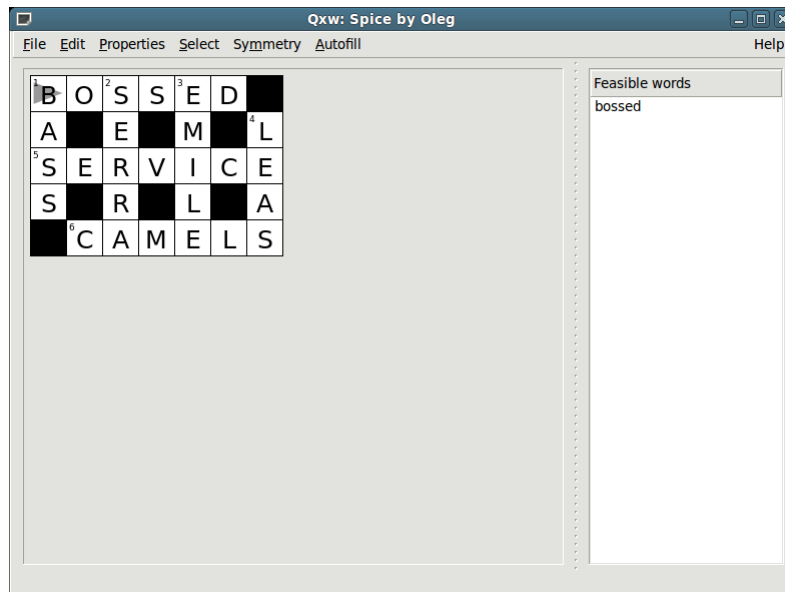 Qxw: Spice by Oleg
File Edit Properties Select Symmetry Autofill Help
Feasible words
bossed
1 B O 2 S S 3 E D
A E M 4 L
5 S E R V I C E
S R L A
6 C A M E L S